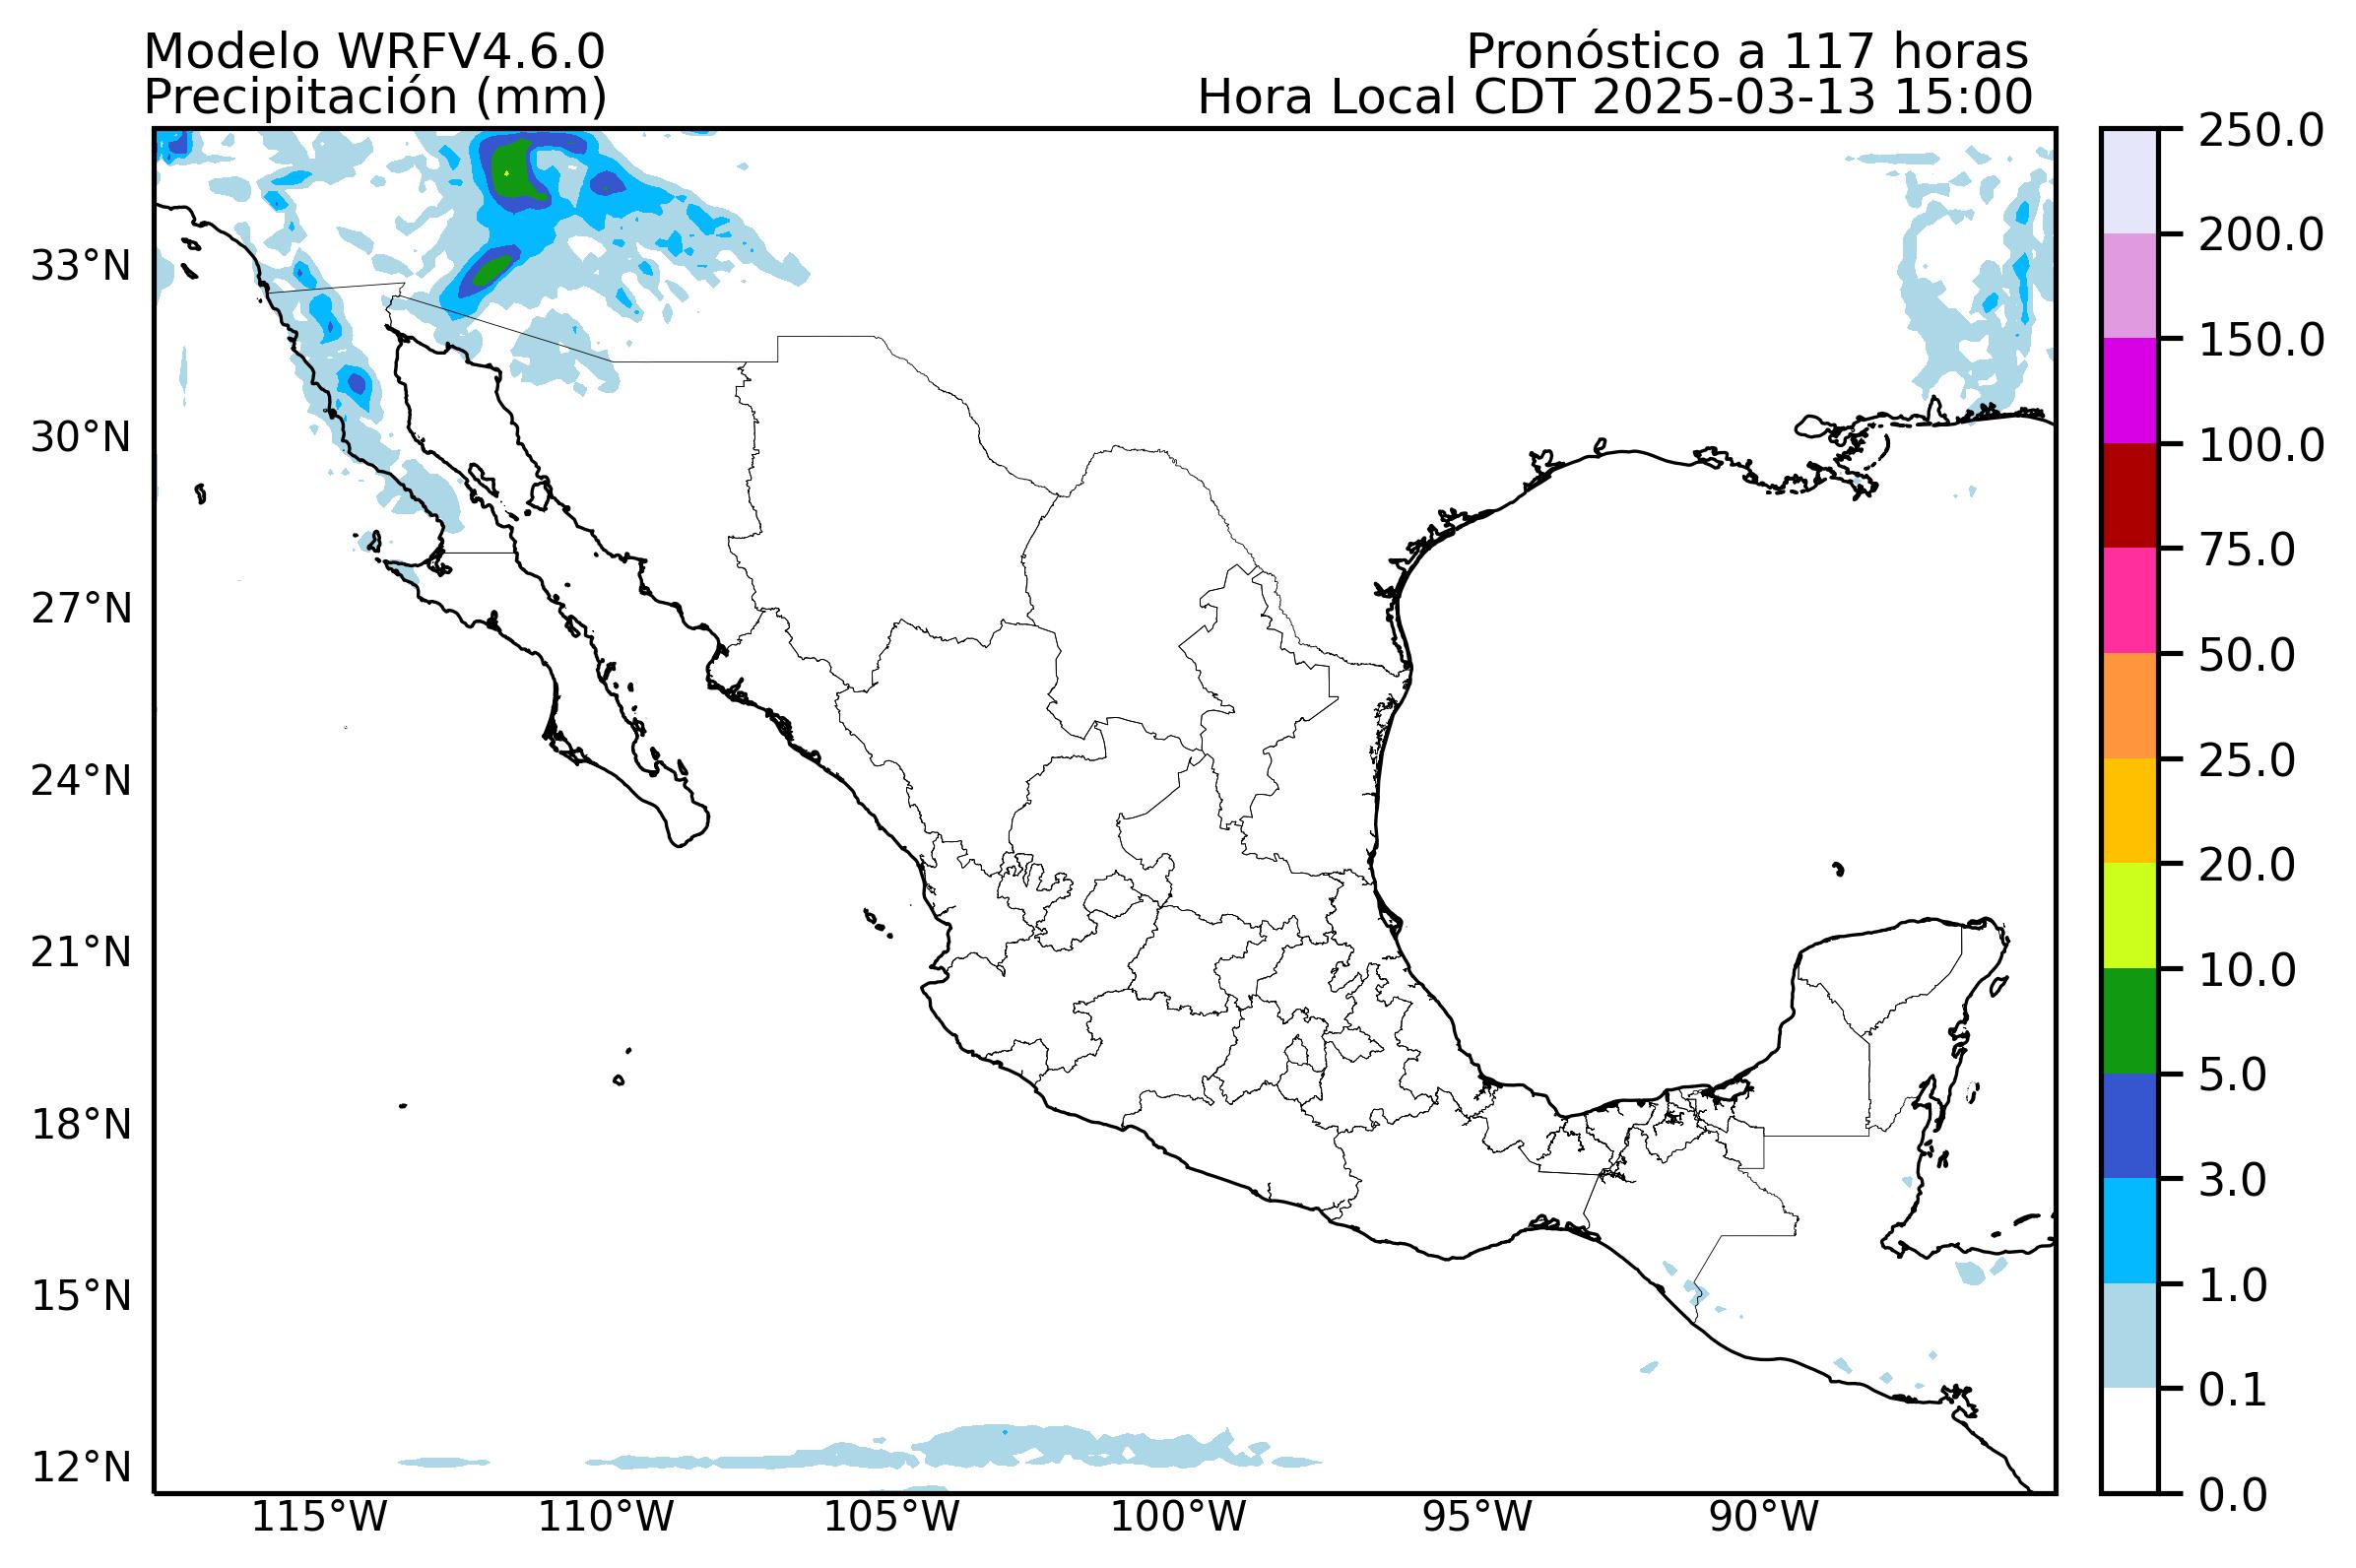 Modelo WRFV4.6.0
Precipitación (mm)
Pronóstico a 117 horas
Hora Local CDT 2025-03-13 15:00
33°N
30°N
27°N
24°N
21°N
18°N
15°N
12°N
115°W
110°W
105°W
100°W
95°W
90°W
250.0
200.0
150.0
100.0
75.0
50.0
25.0
20.0
10.0
5.0
3.0
1.0
0.1
0.0